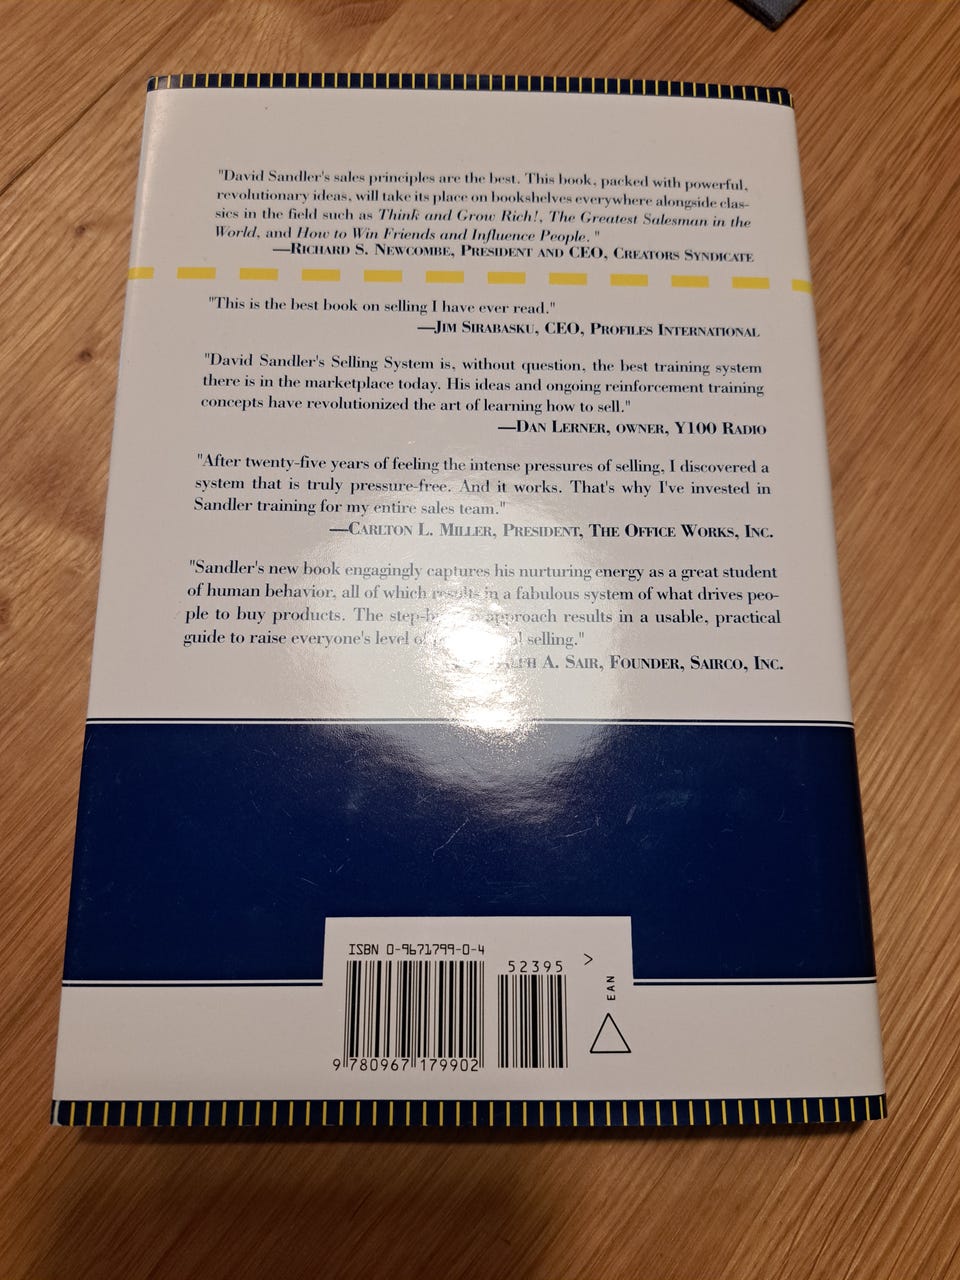 "David Sandler's sales principles are the best. This book, packed with powerful,
revolutionary ideas, will take its place on bookshelves everywhere alongside clas-
sics in the field such as Think and Grow Rich!, The Greatest Salesman in the
World, and How to Win Friends and Influence People. "
—Richard S. Newcombe, President and CEO, Creators Syndicate
"This is the best book on selling I have ever read."
—Jim Sirabasku, CEO, Profiles International
"David Sandler's Selling System is, without question, the best training system
there is in the marketplace today. His ideas and ongoing reinforcement training
concepts have revolutionized the art of learning how to sell."
—Dan Lerner, owner, Y100 Radio
"After twenty-five years of feeling the intense pressures of selling, I discovered a
system that is truly pressure-free. And it works. That's why I've invested in
Sandler training for my entire sales team."
—Carlton L. Miller, President, The Office Works, Inc.
"Sandler's new book engagingly captures his nurturing energy as a great student
of human behavior, all of which results in a fabulous system of what drives peo-
ple to buy products. The approach results in a usable, practical
guide to raise everyone's level selling."
A. Sair, Founder, Sairco, Inc.
ISBN 0-9671799-0-4
52395 >
EAN
9 780967 179902